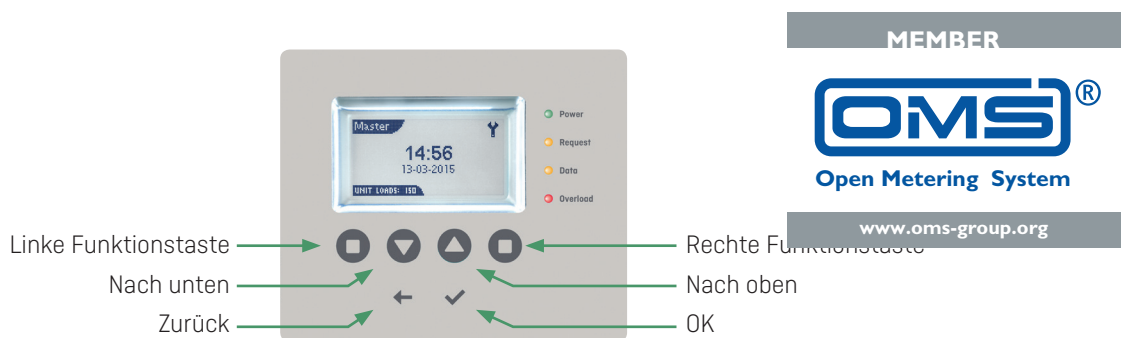 MEMBER
OMS®
Open Metering System
www.oms-group.org
Master
14:56
13-03-2015
UNIT LOADS: 150
Power
Request
Data
Overload
Linke Funktionstaste
Rechte Funktionstaste
Nach unten
Nach oben
Zurück
OK